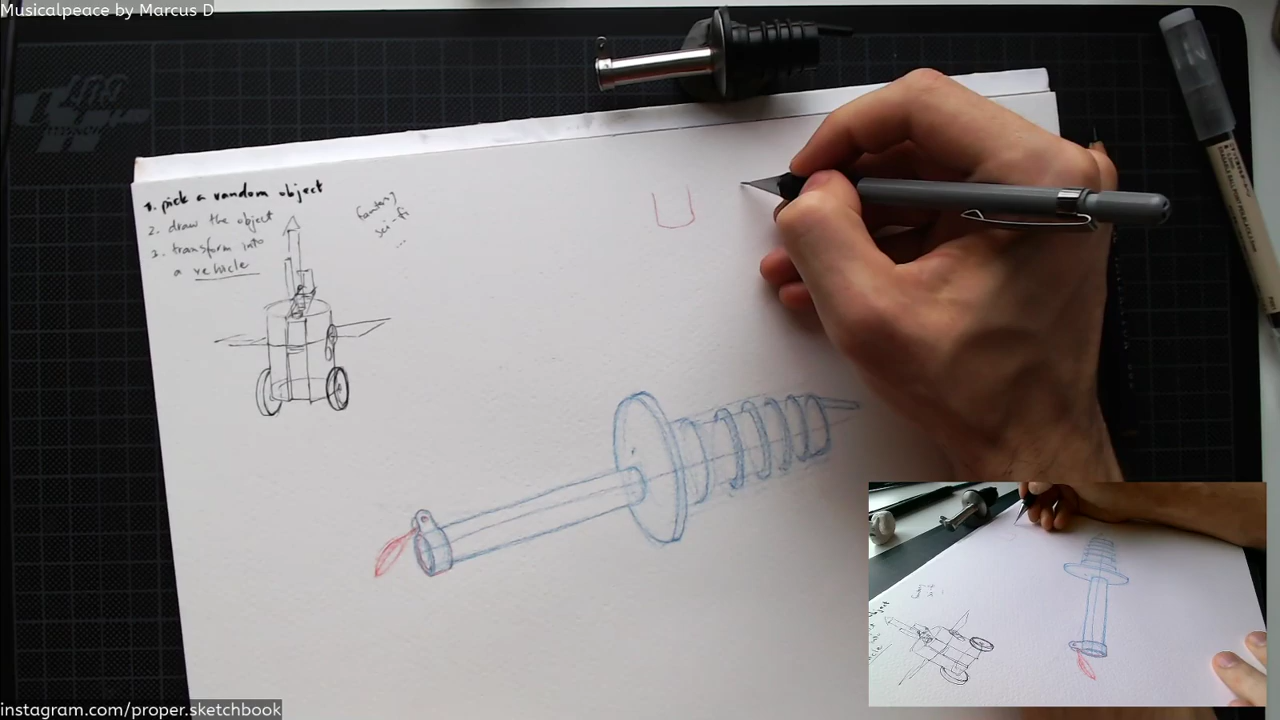 Musicalpeace by Marcus D
1. pick a random object
2. draw the object
3. transform into
a vehicle
fantasy
sci-fi
...
instagram.com/proper.sketchbook